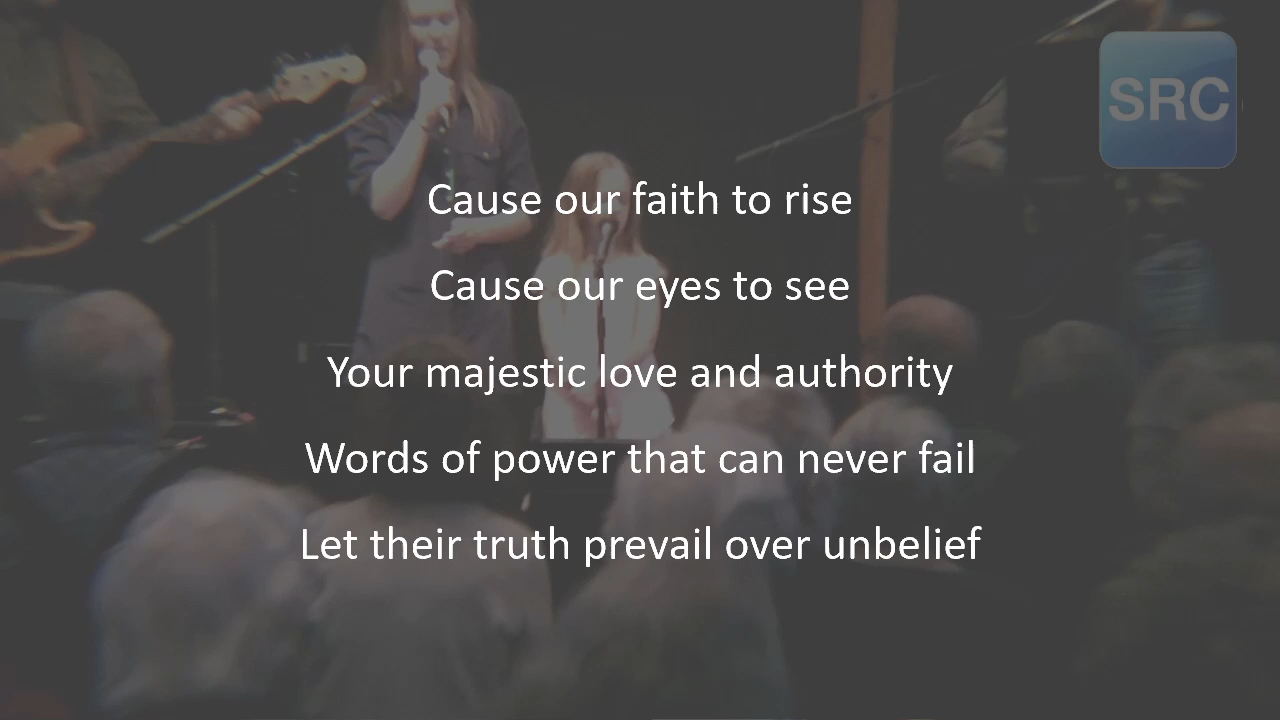 SRC
Cause our faith to rise
Cause our eyes to see
Your majestic love and authority
Words of power that can never fail
Let their truth prevail over unbelief